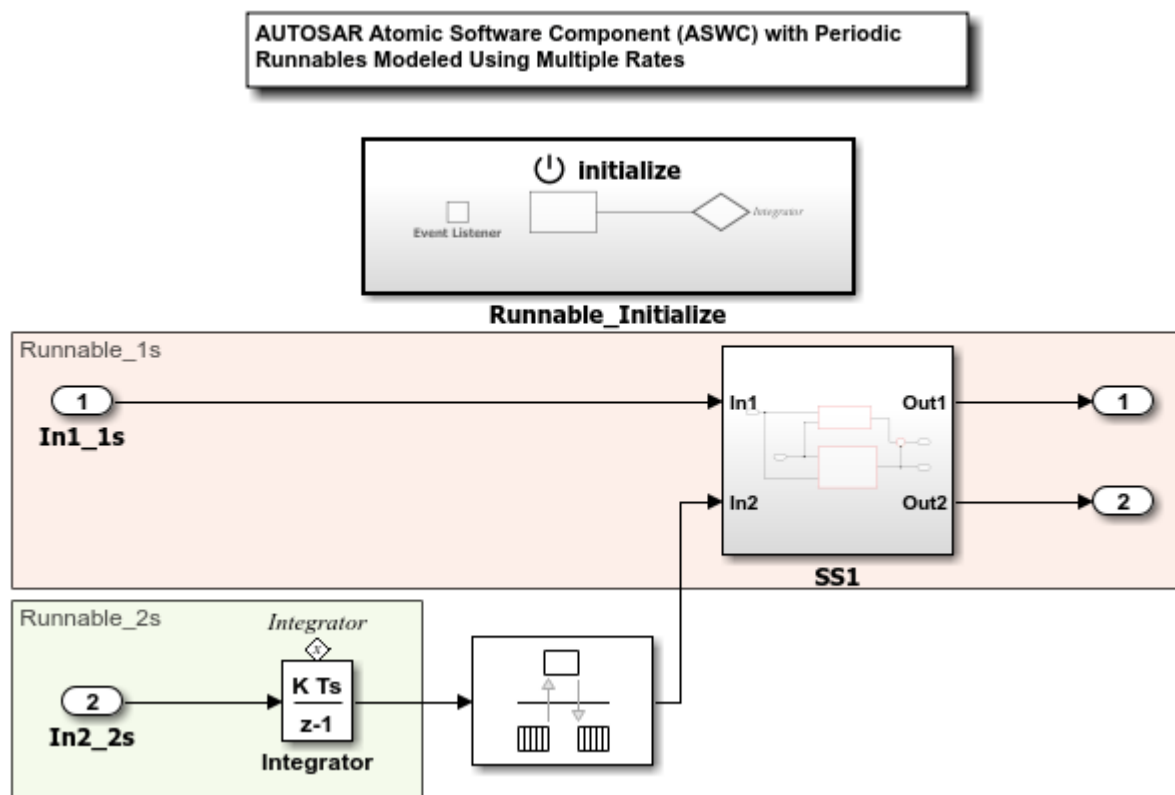 AUTOSAR Atomic Software Component (ASWC) with Periodic
Runnables Modeled Using Multiple Rates
initialize
Event Listener
Integrator
Runnable_Initialize
Runnable_1s
1
In1_1s
In1
Out1
1
In2
Out2
2
SS1
Runnable_2s
Integrator
x
2
In2_2s
K Ts
z-1
Integrator